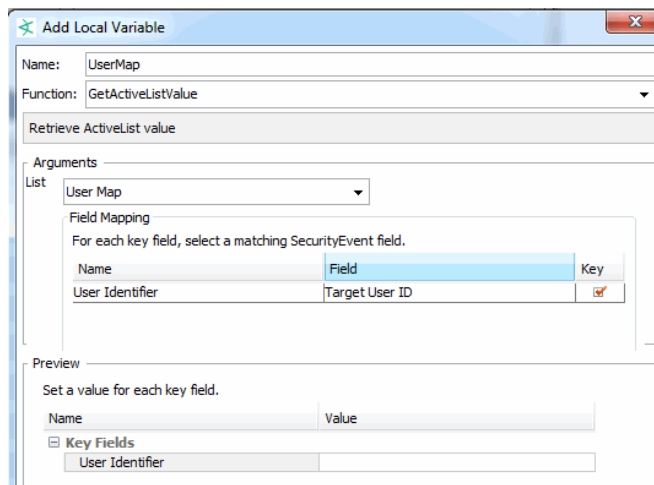 Add Local Variable
Name: UserMap
Function: GetActiveListValue
Retrieve ActiveList value
Arguments
List User Map
Field Mapping
For each key field, select a matching SecurityEvent field.
Name Field Key
User Identifier Target User ID
Preview
Set a value for each key field.
Name Value
Key Fields
User Identifier